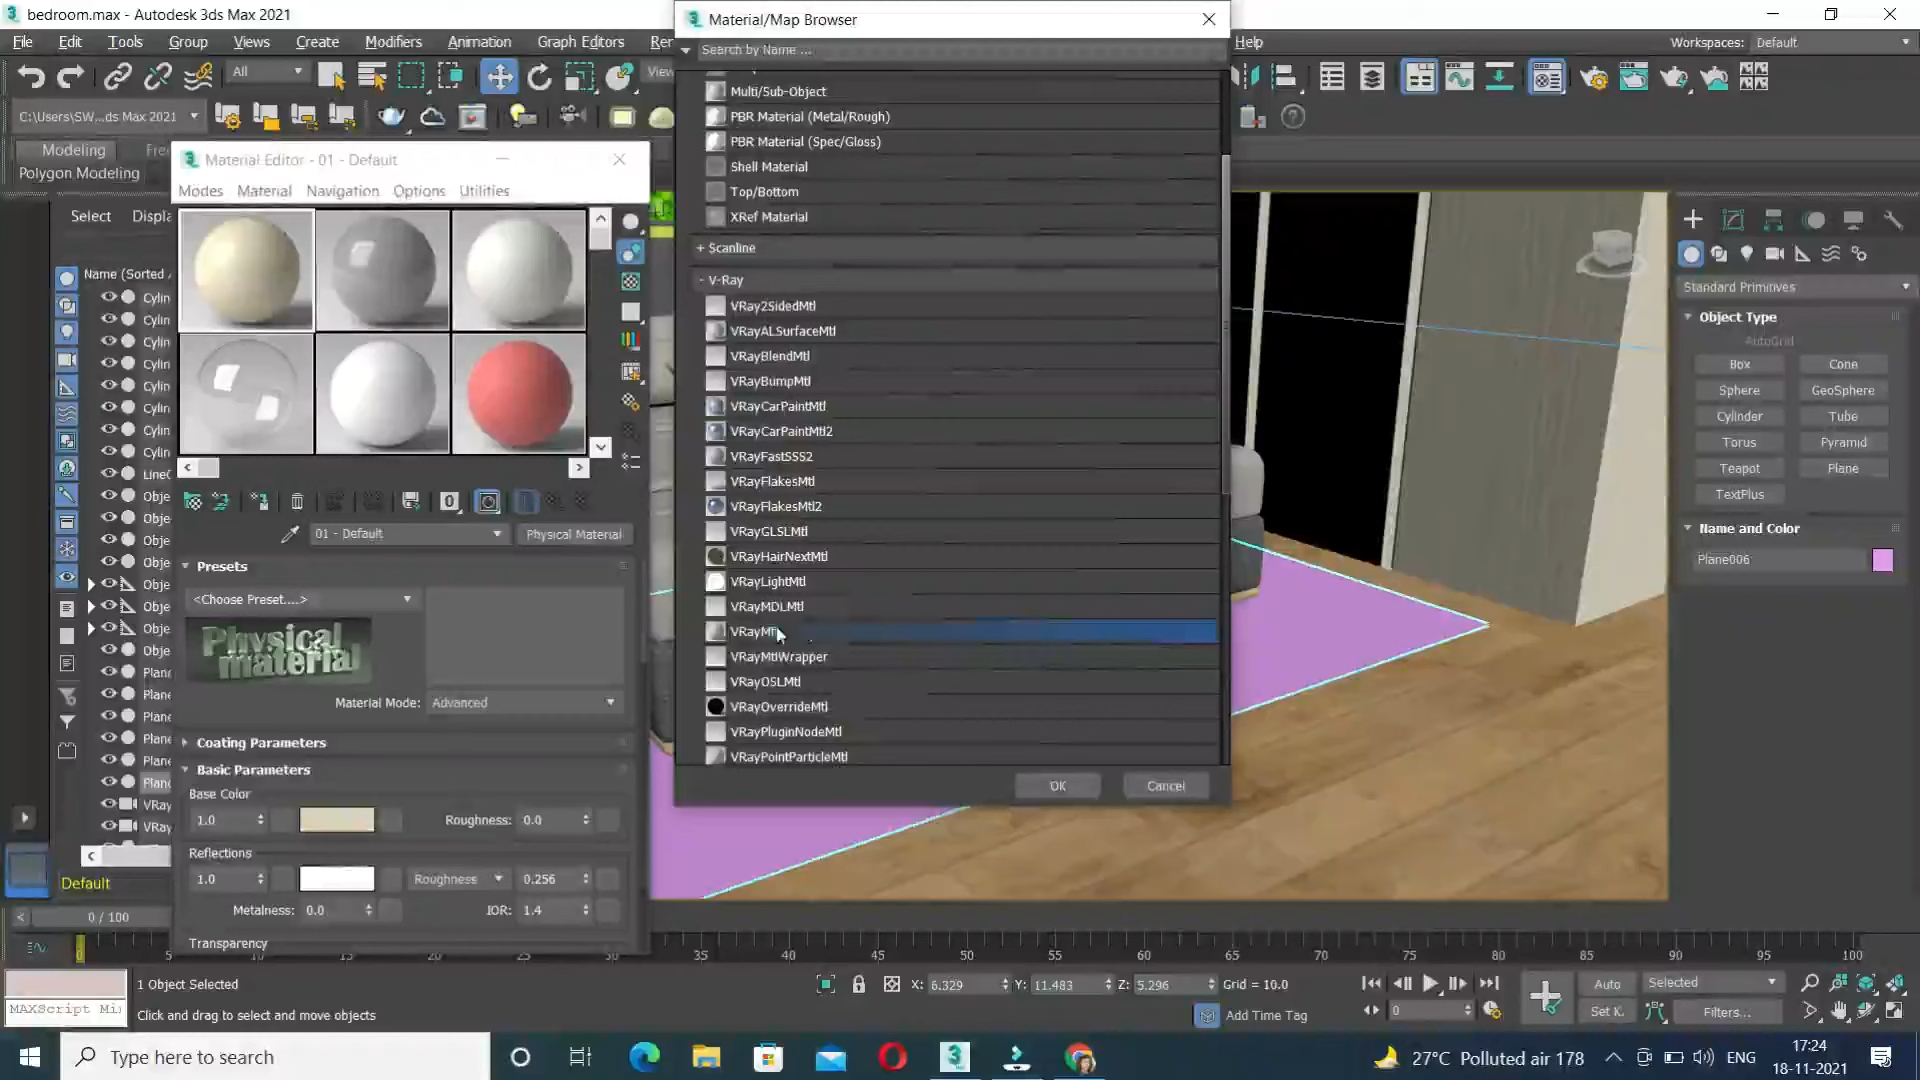 bedroom.max - Autodesk 3ds Max 2021
File Edit Tools Group Views Create Modifiers Animation Graph Editors Ren
Help
Workspaces: Default
Material/Map Browser
Search by Name ...
All
View
C:\Users\SW...ds Max 2021
Modeling Fre
Polygon Modeling
Select Displa
Name (Sorted A
Cylin
Cylin
Cylin
Cylin
Cylin
Cylin
Cylin
Cylin
Line0
Obje
Obje
Obje
Obje
Obje
Obje
Obje
Obje
Plane
Plane
Plane
Plane
Plane
Plane
VRay
VRay
Default
0 / 100
Material Editor - 01 - Default
Modes Material Navigation Options Utilities
01 - Default
Physical Material
Presets
<Choose Preset....>
Physical material
Material Mode: Advanced
Coating Parameters
Basic Parameters
Base Color
1.0
Roughness: 0.0
Reflections
1.0
Roughness 0.256
Metalness: 0.0
IOR: 1.4
Transparency
Multi/Sub-Object
PBR Material (Metal/Rough)
PBR Material (Spec/Gloss)
Shell Material
Top/Bottom
XRef Material
+ Scanline
- V-Ray
VRay2SidedMtl
VRayALSurfaceMtl
VRayBlendMtl
VRayBumpMtl
VRayCarPaintMtl
VRayCarPaintMtl2
VRayFastSSS2
VRayFlakesMtl
VRayFlakesMtl2
VRayGLSLMtl
VRayHairNextMtl
VRayLightMtl
VRayMDLMtl
VRayMtl
VRayMtlWrapper
VRayOSLMtl
VRayOverrideMtl
VRayPluginNodeMtl
VRayPointParticleMtl
OK Cancel
Standard Primitives
Object Type
AutoGrid
Box Cone
Sphere GeoSphere
Cylinder Tube
Torus Pyramid
Teapot Plane
TextPlus
Name and Color
Plane006
5 10 15 20 25 30 35 40 45 50 55 60 65 70 75 80 85 90 95 100
1 Object Selected
MAXScript Mi
Click and drag to select and move objects
X: 6.329 Y: 11.483 Z: 5.296 Grid = 10.0
Add Time Tag
0
Auto Selected
Set K. Filters...
Type here to search
27°C Polluted air 178
ENG
17:24
18-11-2021